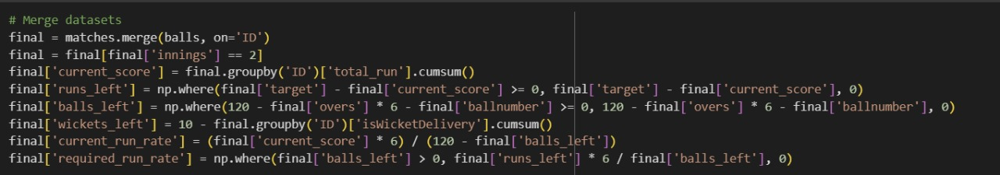 # Merge datasets
final = matches.merge(balls, on='ID')
final = final[final['innings'] == 2]
final['current_score'] = final.groupby('ID')['total_run'].cumsum()
final['runs_left'] = np.where(final['target'] - final['current_score'] >= 0, final['target'] - final['current_score'], 0)
final['balls_left'] = np.where(120 - final['overs'] * 6 - final['ballnumber'] >= 0, 120 - final['overs'] * 6 - final['ballnumber'], 0)
final['wickets_left'] = 10 - final.groupby('ID')['isWicketDelivery'].cumsum()
final['current_run_rate'] = (final['current_score'] * 6) / (120 - final['balls_left'])
final['required_run_rate'] = np.where(final['balls_left'] > 0, final['runs_left'] * 6 / final['balls_left'], 0)